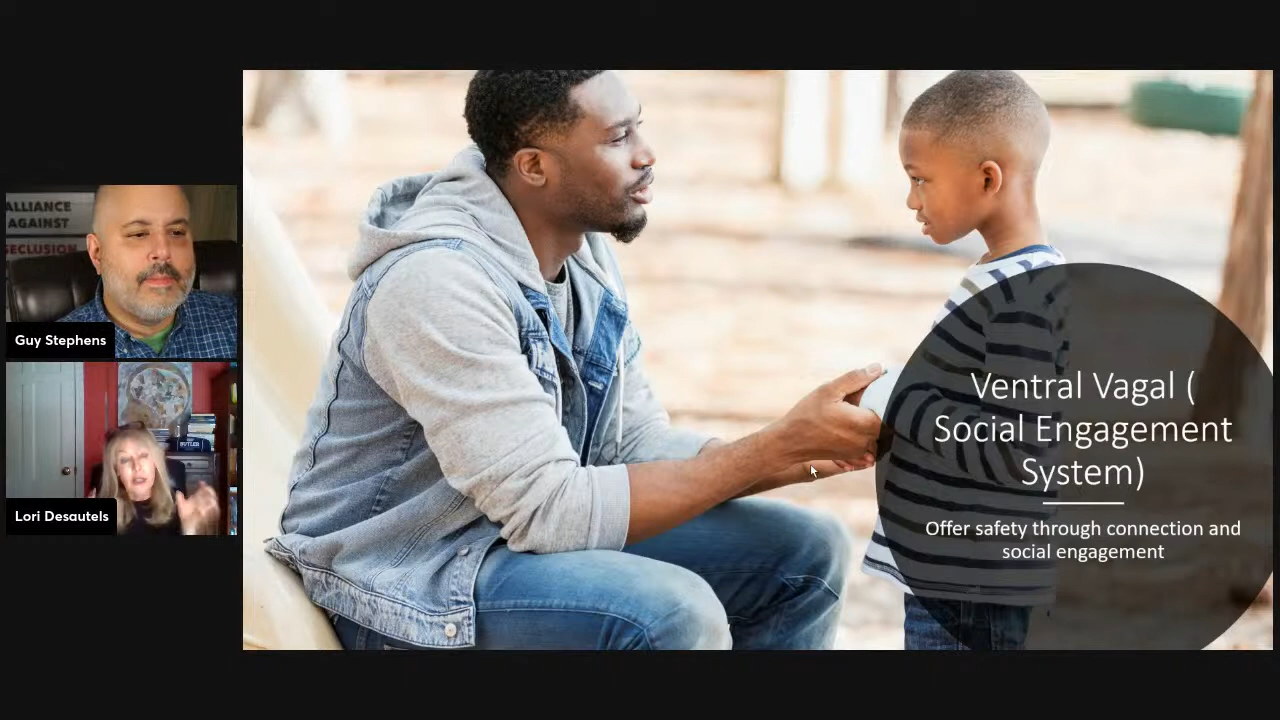 ALLIANCE
AGAINST
SECLUSION
Guy Stephens
BUTLER
Lori Desautels
Ventral Vagal (
Social Engagement
System)
Offer safety through connection and
social engagement